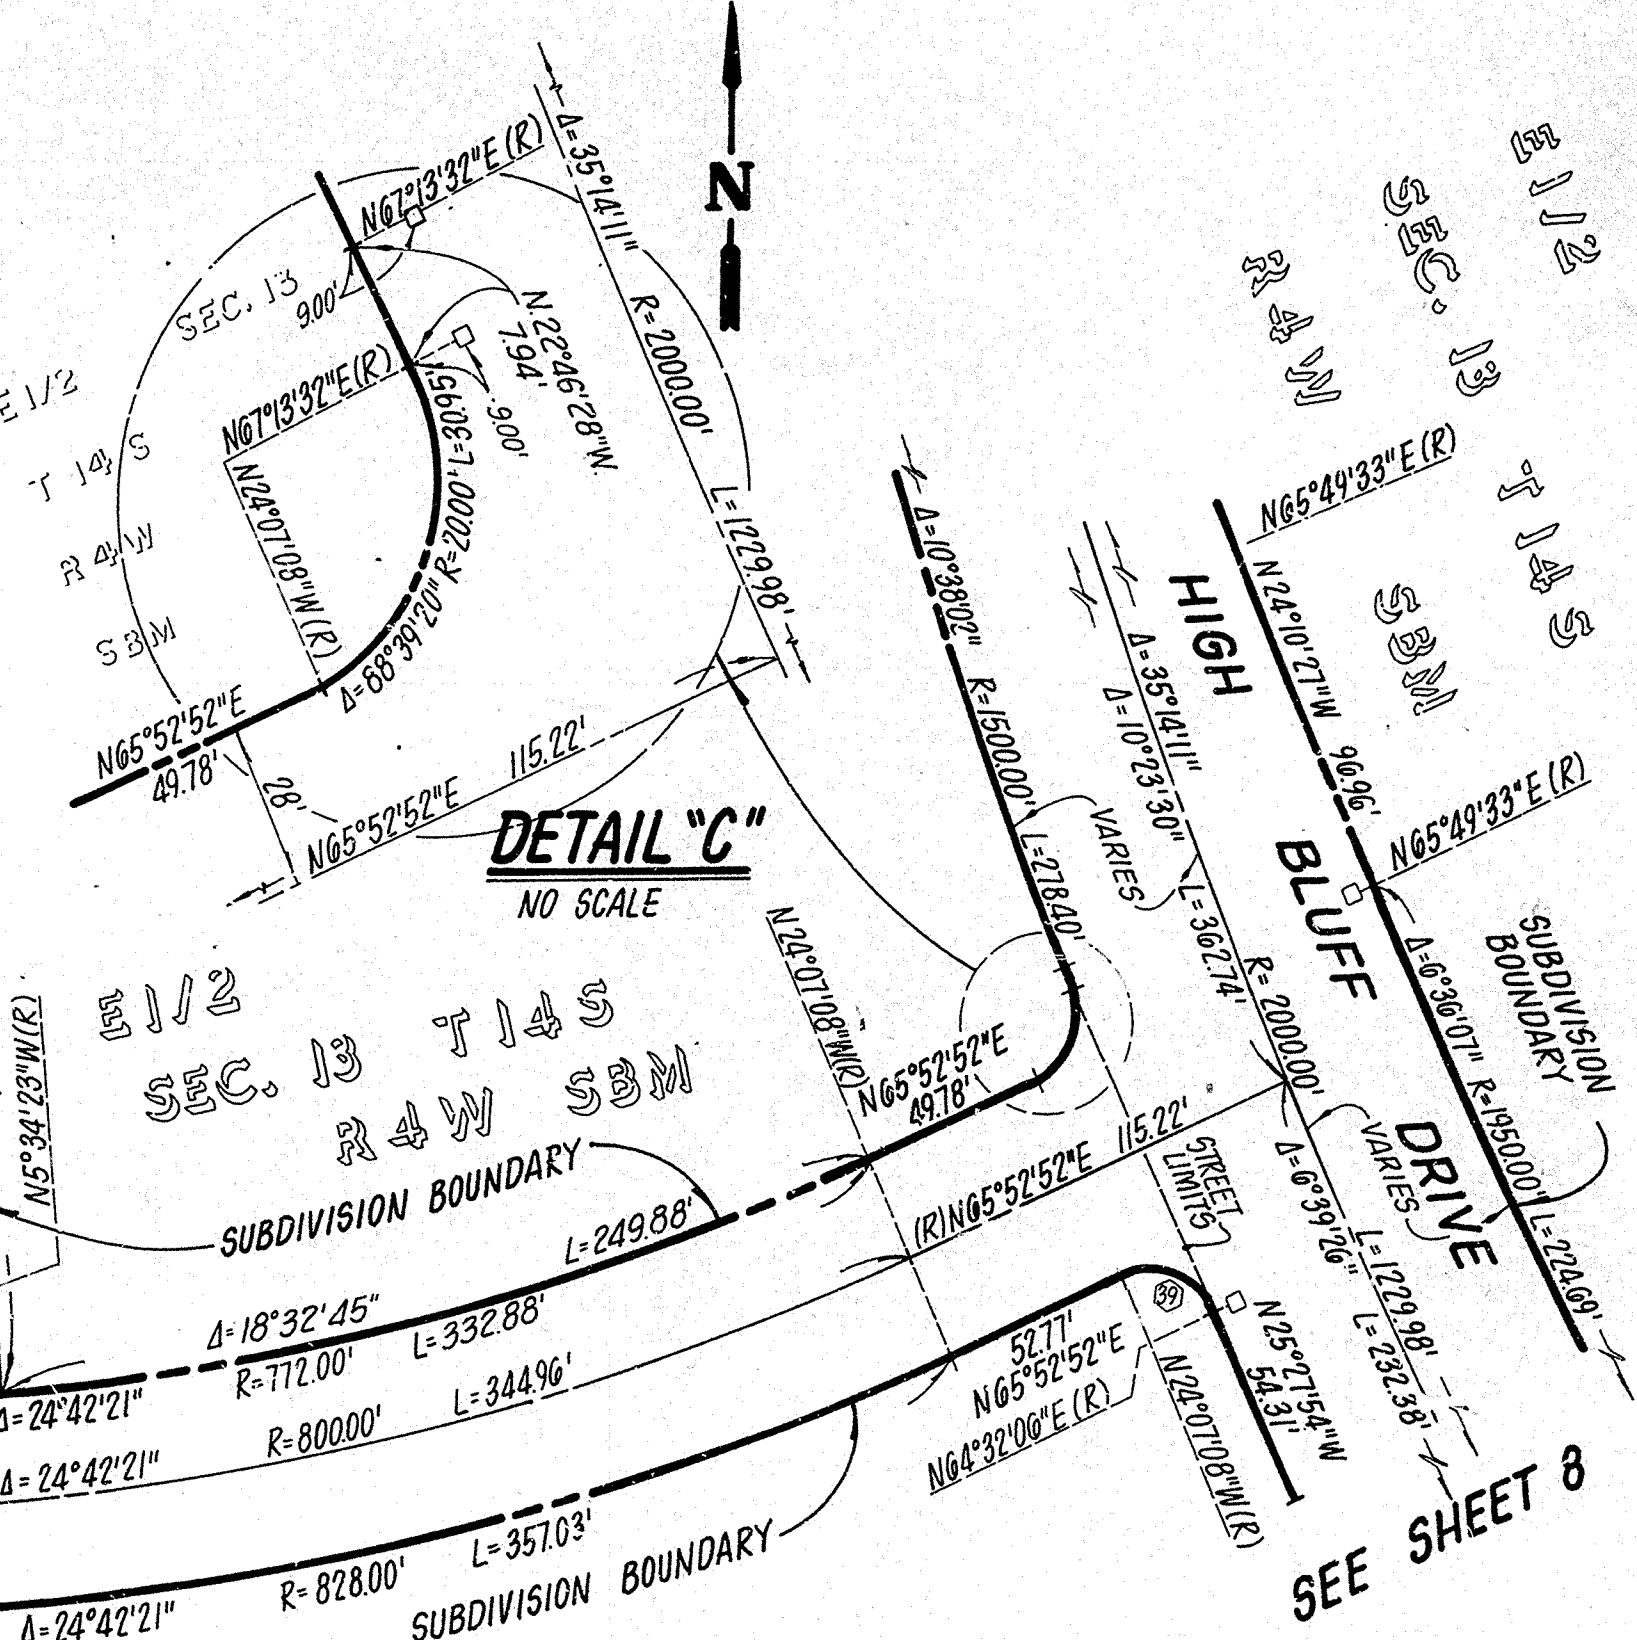 N
N67°13'32"E (R)
Δ=35°14'11"
R=2000.00'
L=1229.98'
SEC. 13
9.00'
N.22°46'28"W.
7.94'
9.00'
N67°13'32"E(R)
E 1/2
T 14 S
R 4 W
SBM
N24°07'08"W(R)
L=30.95'
R=20.00'
Δ=88°39'20"
N65°52'52"E
49.78'
28'
N65°52'52"E
115.22'
DETAIL "C"
NO SCALE
E 1/2
SEC. 13
T 14 S
R 4 W
SBM
N65°49'33"E (R)
N24°10'27"W
96.96'
N65°49'33"E (R)
HIGH
BLUFF
DRIVE
Δ=10°38'02"
R=1500.00'
L=278.40'
VARIES
Δ=35°14'11"
Δ=10°23'30"
L=362.74'
R=2000.00'
SUBDIVISION
BOUNDARY
Δ=6°36'07"
R=1950.00'
L=224.69'
VARIES
Δ=6°39'26"
L=1229.98'
L=232.38'
N24°07'08"W(R)
N65°52'52"E
49.78'
115.22'
(R)N65°52'52"E
STREET
LIMITS
E 1/2
SEC. 13
T 14 S
R 4 W
SBM
N5°34'23"W(R)
SUBDIVISION BOUNDARY
L=249.88'
Δ=18°32'45"
L=332.88'
R=772.00'
Δ=24°42'21"
L=344.96'
R=800.00'
Δ=24°42'21"
39
52.77'
N65°52'52"E
N64°32'06"E (R)
N24°07'08"W(R)
N25°27'54"W
54.31'
L=357.03'
R=828.00'
Δ=24°42'21"
SUBDIVISION BOUNDARY
SEE SHEET 8